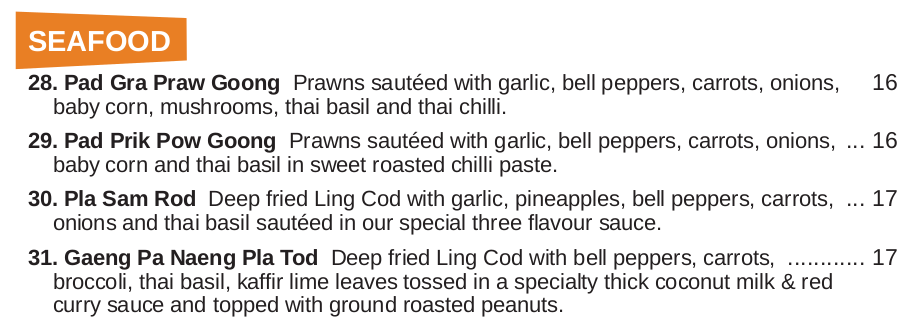 SEAFOOD
28. Pad Gra Praw Goong  Prawns sautéed with garlic, bell peppers, carrots, onions, 16
baby corn, mushrooms, thai basil and thai chilli.
29. Pad Prik Pow Goong  Prawns sautéed with garlic, bell peppers, carrots, onions, ... 16
baby corn and thai basil in sweet roasted chilli paste.
30. Pla Sam Rod  Deep fried Ling Cod with garlic, pineapples, bell peppers, carrots, ... 17
onions and thai basil sautéed in our special three flavour sauce.
31. Gaeng Pa Naeng Pla Tod  Deep fried Ling Cod with bell peppers, carrots, ............ 17
broccoli, thai basil, kaffir lime leaves tossed in a specialty thick coconut milk & red
curry sauce and topped with ground roasted peanuts.